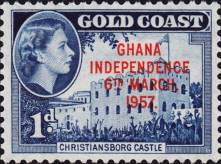 GOLD COAST
GHANA
INDEPENDENCE
6TH MARCH,
1957.
1D
CHRISTIANSBORG CASTLE